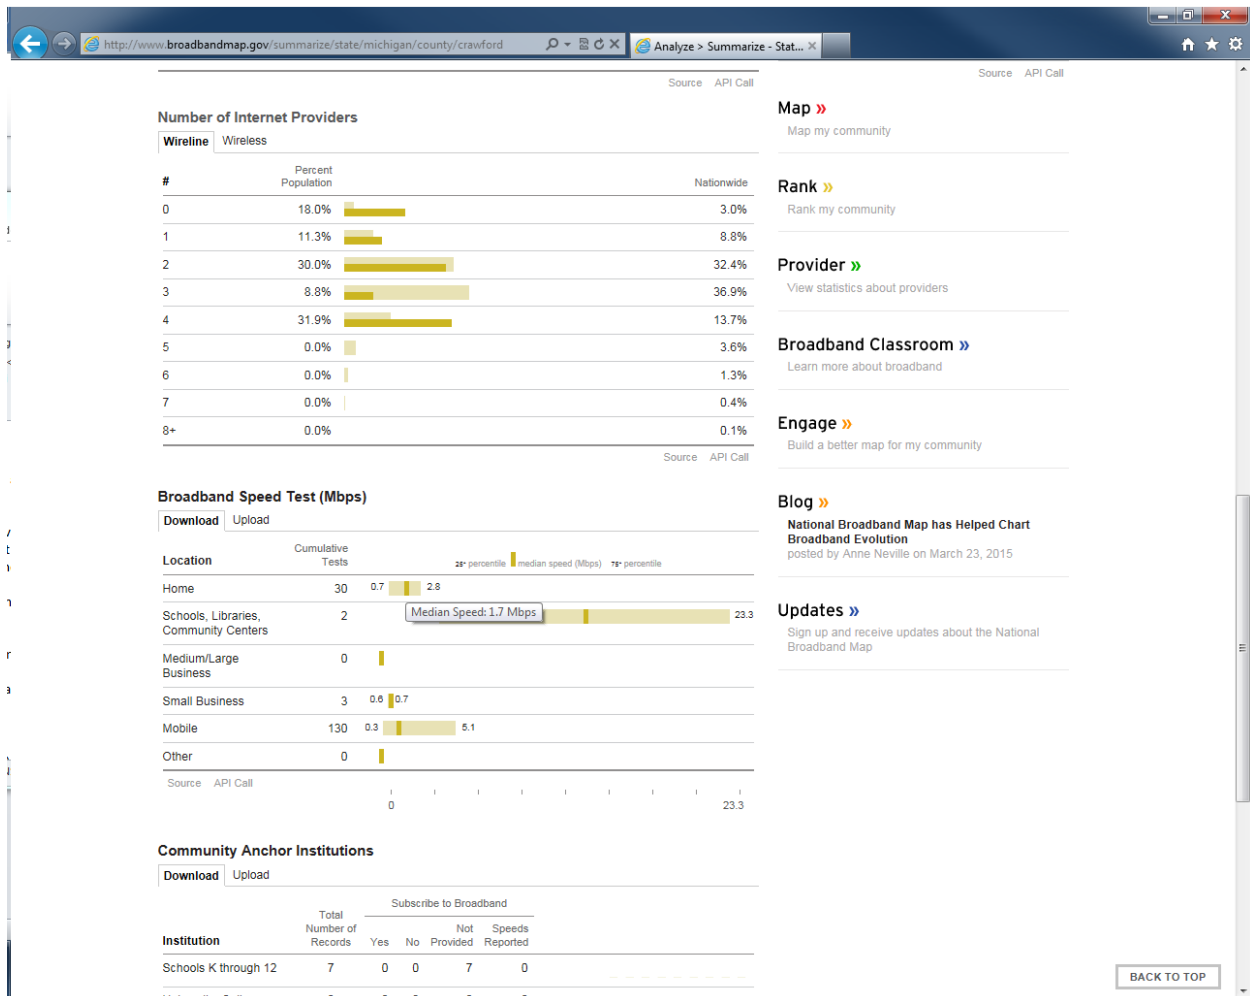 http://www.broadbandmap.gov/summarize/state/michigan/county/crawford
Analyze > Summarize - Stat...
Source API Call
Number of Internet Providers
Wireline Wireless
# Percent Population Nationwide
0 18.0% 3.0%
1 11.3% 8.8%
2 30.0% 32.4%
3 8.8% 36.9%
4 31.9% 13.7%
5 0.0% 3.6%
6 0.0% 1.3%
7 0.0% 0.4%
8+ 0.0% 0.1%
Source API Call
Broadband Speed Test (Mbps)
Download Upload
Location Cumulative Tests 25th percentile median speed (Mbps) 75th percentile
Home 30 0.7 2.8
Median Speed: 1.7 Mbps
Schools, Libraries, 2 23.3
Community Centers
Medium/Large 0
Business
Small Business 3 0.6 0.7
Mobile 130 0.3 5.1
Other 0
Source API Call
0 23.3
Community Anchor Institutions
Download Upload
Subscribe to Broadband
Institution Total Number of Records Yes No Not Provided Speeds Reported
Schools K through 12 7 0 0 7 0
Source API Call
Map »
Map my community
Rank »
Rank my community
Provider »
View statistics about providers
Broadband Classroom »
Learn more about broadband
Engage »
Build a better map for my community
Blog »
National Broadband Map has Helped Chart
Broadband Evolution
posted by Anne Neville on March 23, 2015
Updates »
Sign up and receive updates about the National
Broadband Map
BACK TO TOP